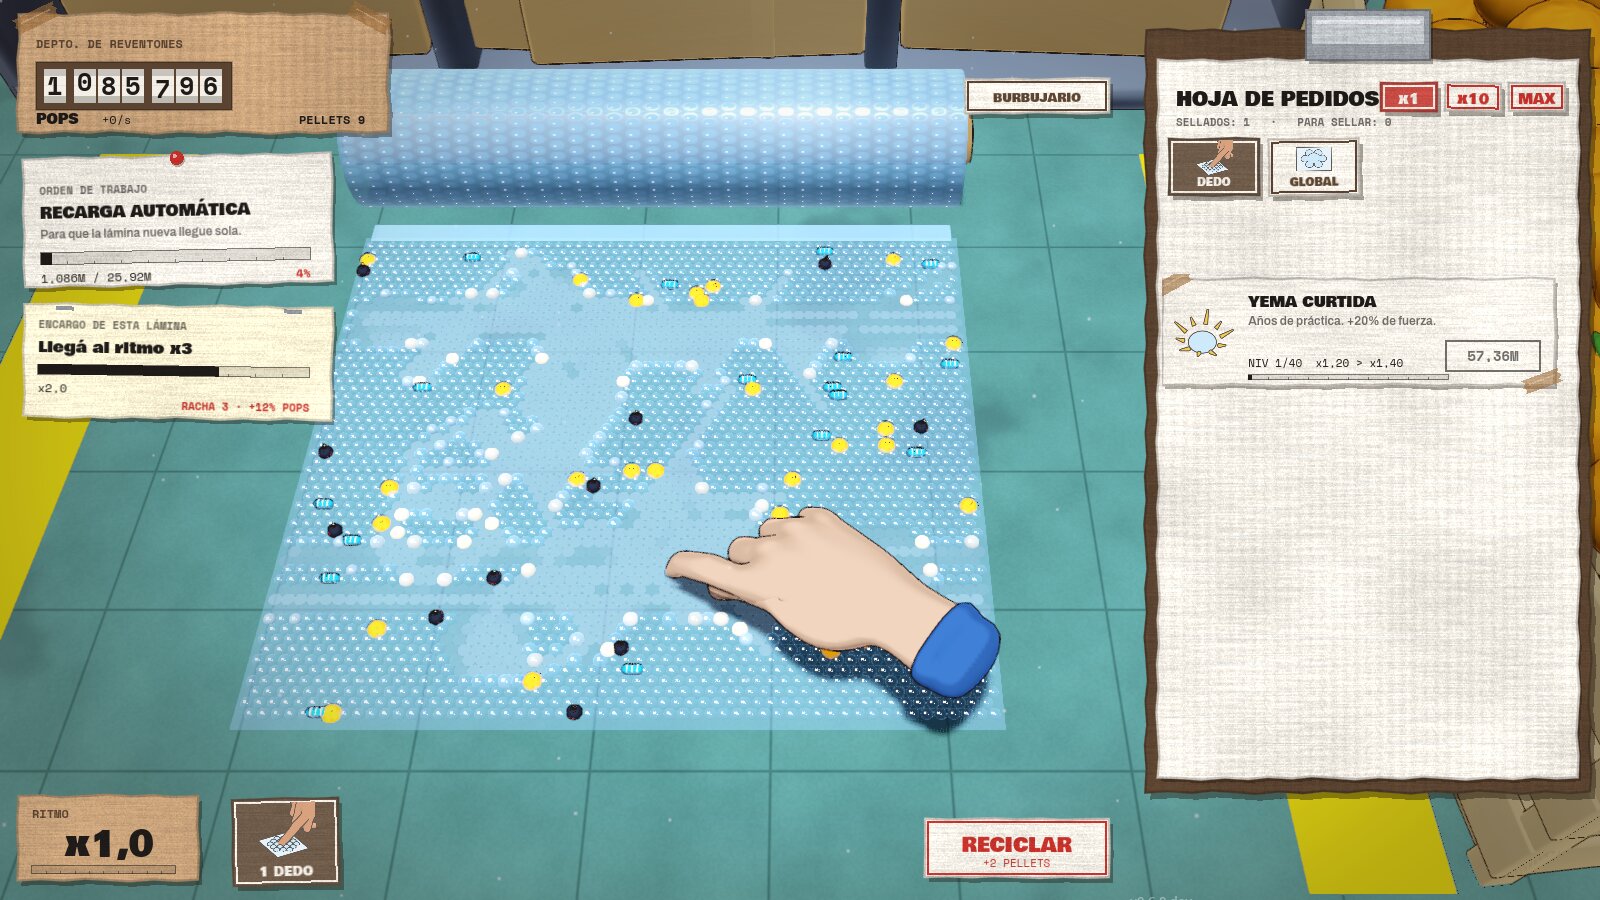 DEPTO. DE REVENTONES
1 085 796
POPS +0/s PELLETS 9
ORDEN DE TRABAJO
RECARGA AUTOMÁTICA
Para que la lámina nueva llegue sola.
1.086M / 25.92M 4%
ENCARGO DE ESTA LÁMINA
Llegá al ritmo x3
x2.0
RACHA 3 · +12% POPS
BURBUJARIO
HOJA DE PEDIDOS x1 x10 MAX
SELLADOS: 1 · PARA SELLAR: 0
DEDO GLOBAL
YEMA CURTIDA
Años de práctica. +20% de fuerza.
NIV 1/40 x1,20 > x1,40 57.36M
RITMO
x1,0
1 DEDO
RECICLAR
+2 PELLETS